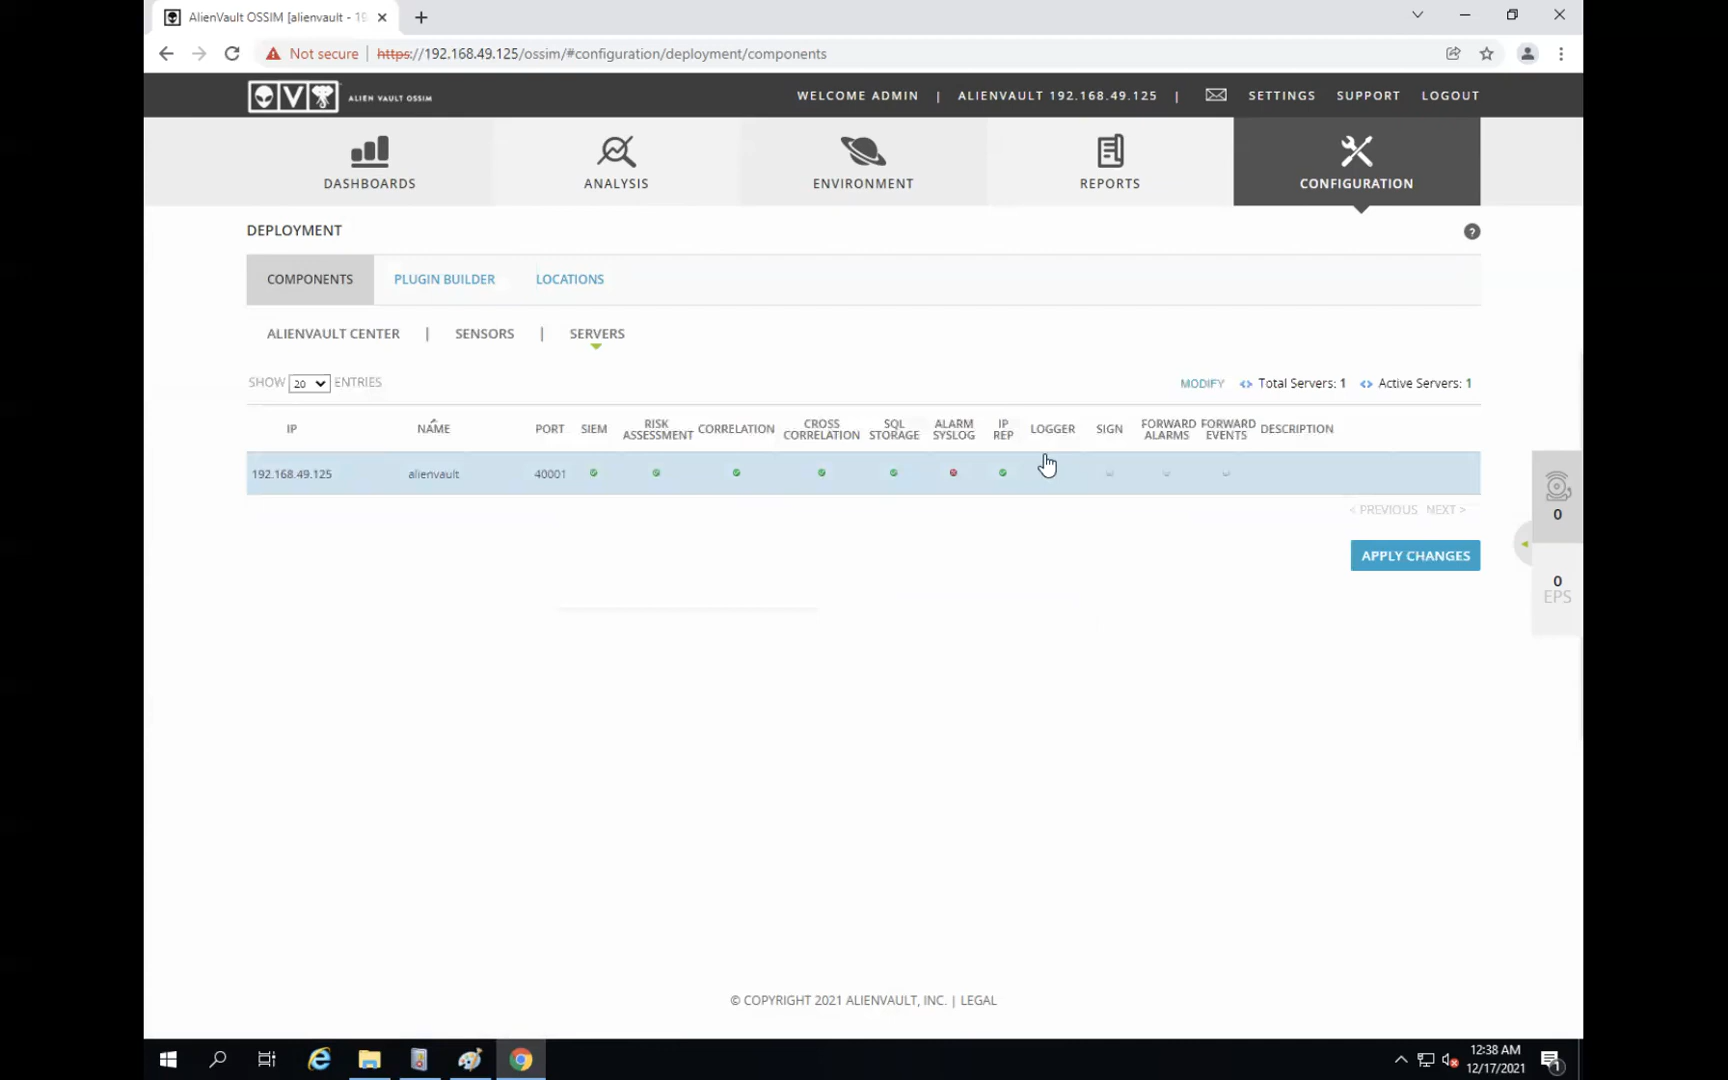 AlienVault OSSIM [alienvault - 19
Not secure | https://192.168.49.125/ossim/#configuration/deployment/components
ALIEN VAULT OSSIM
WELCOME ADMIN | ALIENVAULT 192.168.49.125 | SETTINGS SUPPORT LOGOUT
DASHBOARDS ANALYSIS ENVIRONMENT REPORTS CONFIGURATION
DEPLOYMENT ?
COMPONENTS PLUGIN BUILDER LOCATIONS
ALIENVAULT CENTER | SENSORS | SERVERS
SHOW 20 ENTRIES MODIFY <> Total Servers: 1 <> Active Servers: 1
IP NAME PORT SIEM RISK ASSESSMENT CORRELATION CROSS CORRELATION SQL STORAGE ALARM SYSLOG IP REP LOGGER SIGN FORWARD ALARMS FORWARD EVENTS DESCRIPTION
192.168.49.125 alienvault 40001
0
< PREVIOUS NEXT >
APPLY CHANGES
0
EPS
© COPYRIGHT 2021 ALIENVAULT, INC. | LEGAL
12:38 AM
12/17/2021
1